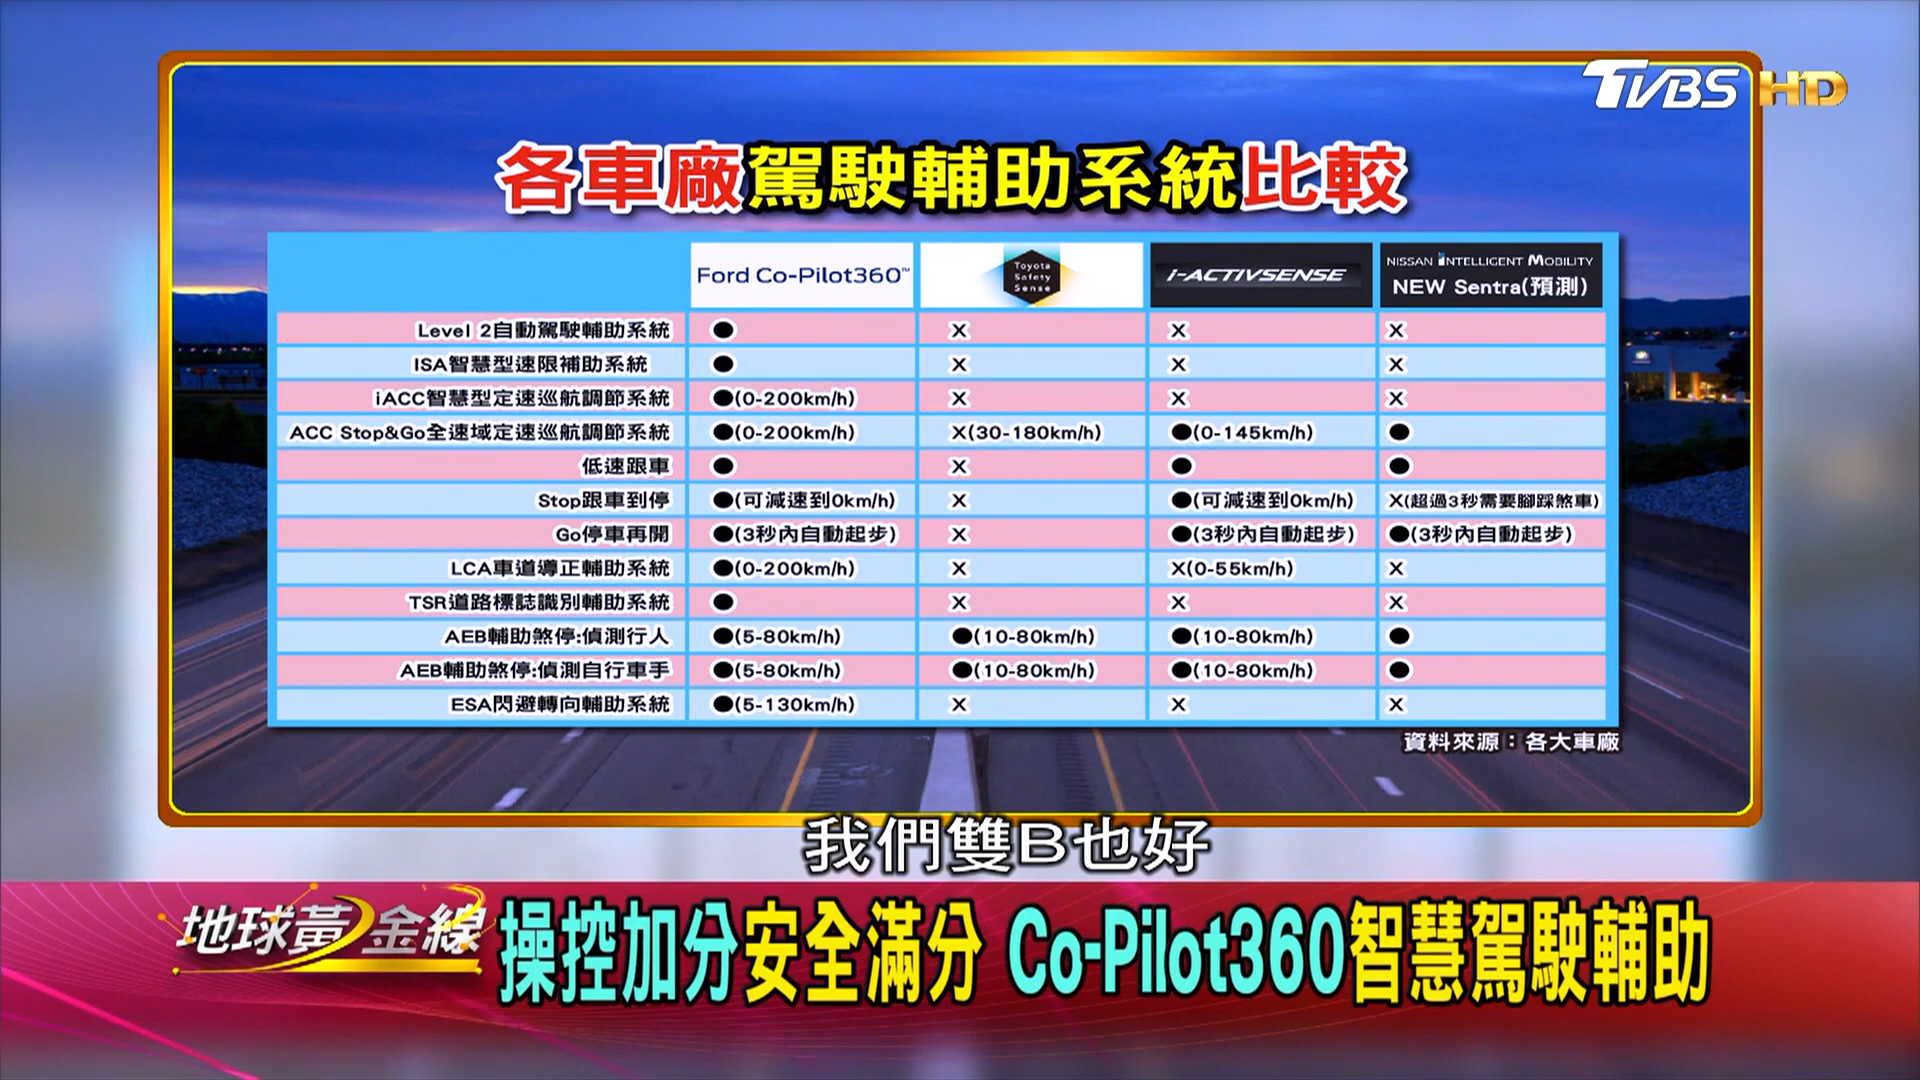 TVBS HD
各車廠駕駛輔助系統比較
Ford Co-Pilot360™ Toyota Safety Sense i-ACTIVSENSE NISSAN INTELLIGENT MOBILITY NEW Sentra(預測)
Level 2自動駕駛輔助系統 ● X X X
ISA智慧型速限補助系統 ● X X X
iACC智慧型定速巡航調節系統 ●(0-200km/h) X X X
ACC Stop&Go全速域定速巡航調節系統 ●(0-200km/h) X(30-180km/h) ●(0-145km/h) ●
低速跟車 ● X ● ●
Stop跟車到停 ●(可減速到0km/h) X ●(可減速到0km/h) X(超過3秒需要腳踩煞車)
Go停車再開 ●(3秒內自動起步) X ●(3秒內自動起步) ●(3秒內自動起步)
LCA車道導正輔助系統 ●(0-200km/h) X X(0-55km/h) X
TSR道路標誌識別輔助系統 ● X X X
AEB輔助煞停:偵測行人 ●(5-80km/h) ●(10-80km/h) ●(10-80km/h) ●
AEB輔助煞停:偵測自行車手 ●(5-80km/h) ●(10-80km/h) ●(10-80km/h) ●
ESA閃避轉向輔助系統 ●(5-130km/h) X X X
資料來源：各大車廠
我們雙B也好
地球黃金線 操控加分安全滿分 Co-Pilot360智慧駕駛輔助